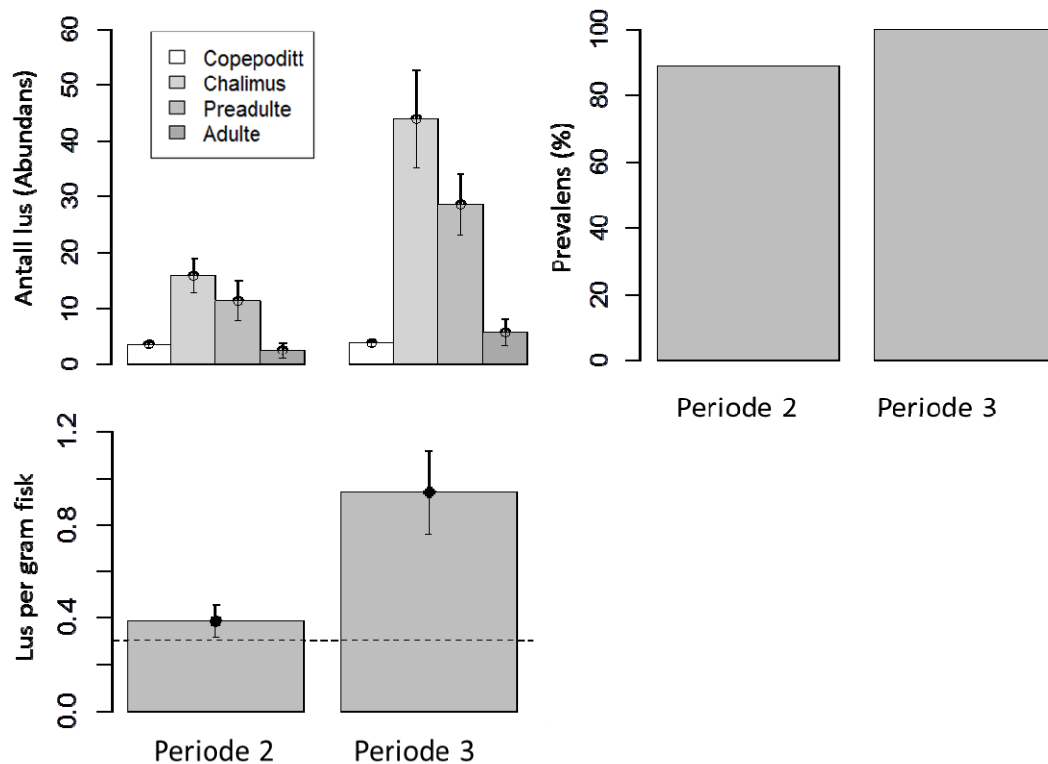 Antall lus (Abundans)
60
50
40
30
20
10
0
Copepoditt
Chalimus
Preadulte
Adulte
Prevalens (%)
100
80
60
40
20
0
Periode 2 Periode 3
Lus per gram fisk
1.2
0.8
0.4
0.0
Periode 2 Periode 3